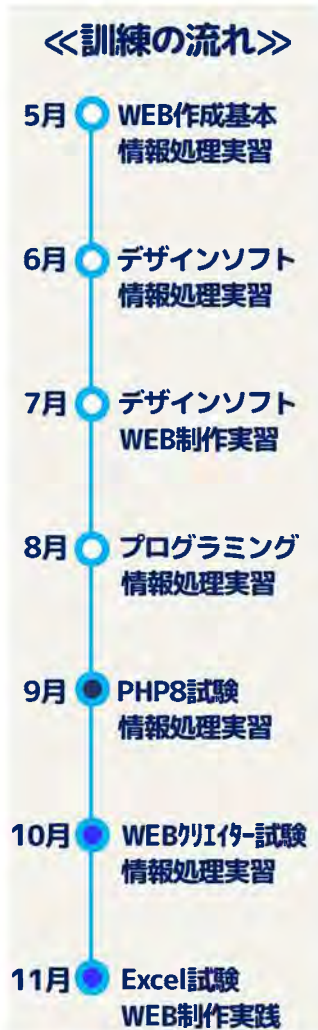 ≪訓練の流れ≫
5月 WEB作成基本
情報処理実習
6月 デザインソフト
情報処理実習
7月 デザインソフト
WEB制作実習
8月 プログラミング
情報処理実習
9月 PHP8試験
情報処理実習
10月 WEBｸﾘｴｲﾀｰ試験
情報処理実習
11月 Excel試験
WEB制作実践